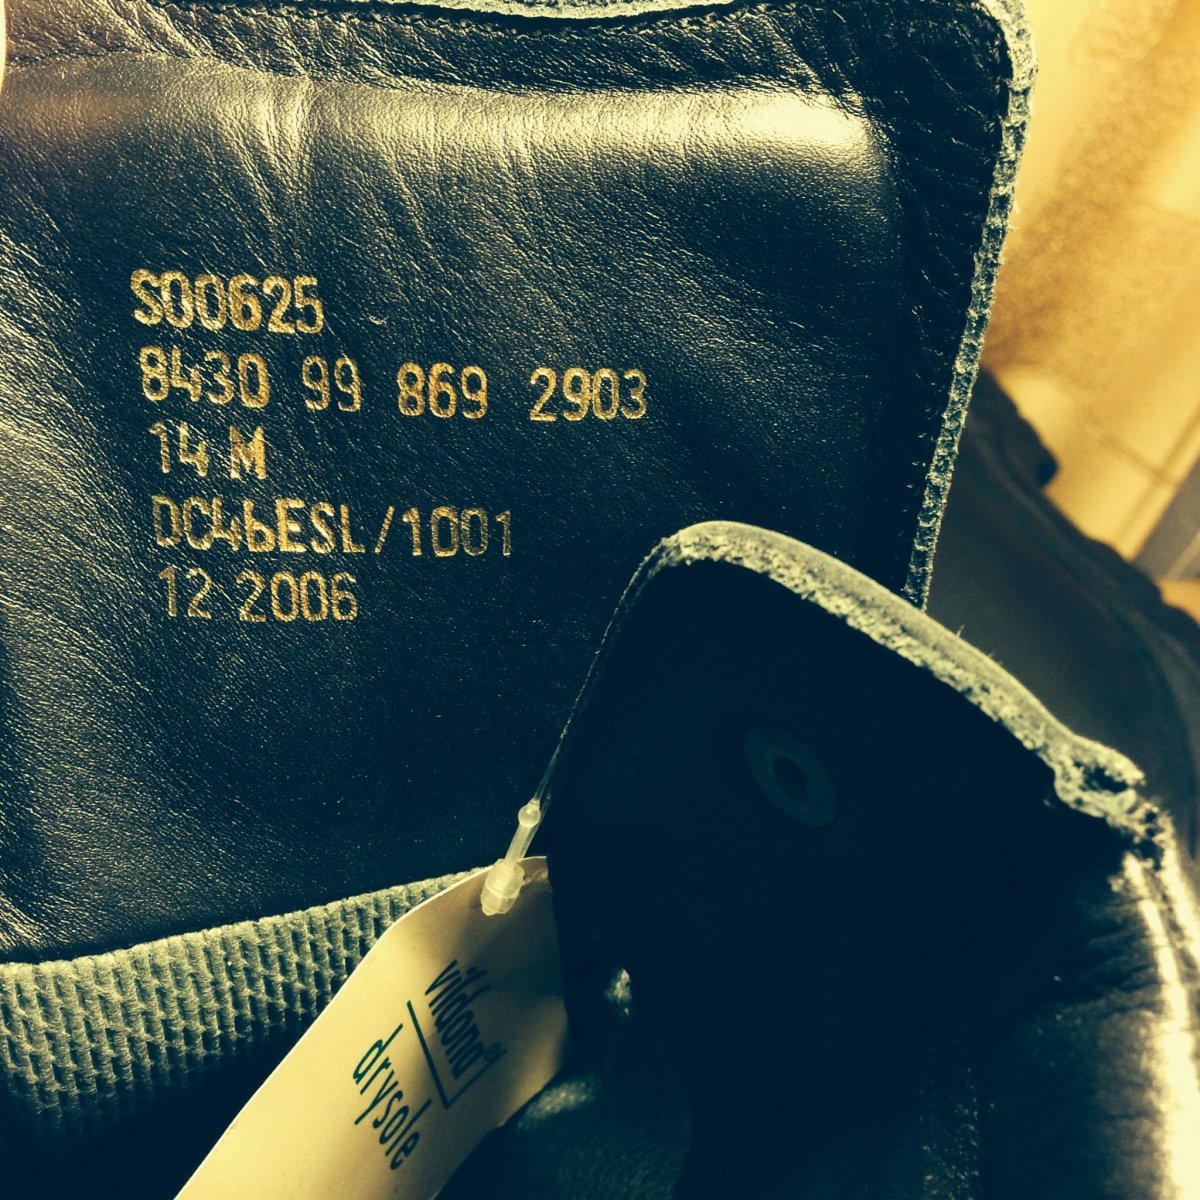 S00625
8430 99 869 2903
14 M
DC46ESL/1001
12 2006
vildona®
drysole